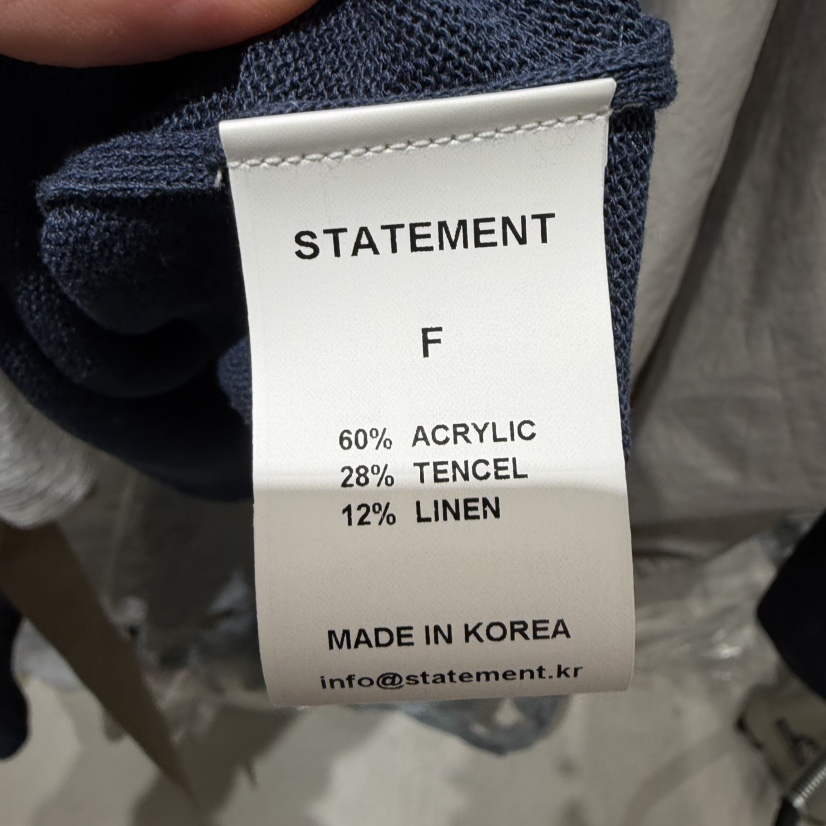 STATEMENT
F
60% ACRYLIC
28% TENCEL
12% LINEN
MADE IN KOREA
info@statement.kr